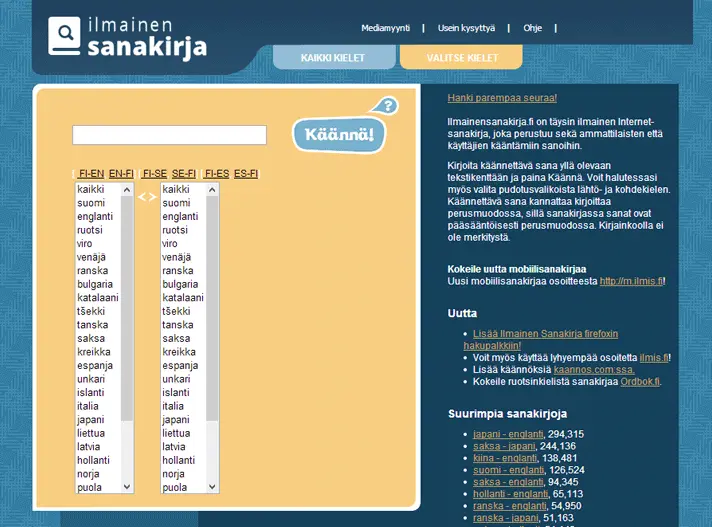 ilmainen
sanakirja
Mediamyynti | Usein kysyttyä | Ohje |
KAIKKI KIELET
VALITSE KIELET
?
Käännä!
[ FI-EN EN-FI | FI-SE SE-FI | FI-ES ES-FI ]
< >
kaikki
suomi
englanti
ruotsi
viro
venäjä
ranska
bulgaria
katalaani
tšekki
tanska
saksa
kreikka
espanja
unkari
islanti
italia
japani
liettua
latvia
hollanti
norja
puola
kaikki
suomi
englanti
ruotsi
viro
venäjä
ranska
bulgaria
katalaani
tšekki
tanska
saksa
kreikka
espanja
unkari
islanti
italia
japani
liettua
latvia
hollanti
norja
puola
Hanki parempaa seuraa!
Ilmainensanakirja.fi on täysin ilmainen Internet-
sanakirja, joka perustuu sekä ammattilaisten että
käyttäjien kääntämiin sanoihin.
Kirjoita käännettävä sana yllä olevaan
tekstikenttään ja paina Käännä. Voit halutessasi
myös valita pudotusvalikoista lähtö- ja kohdekielen.
Käännettävä sana kannattaa kirjoittaa
perusmuodossa, sillä sanakirjassa sanat ovat
pääsääntöisesti perusmuodossa. Kirjainkoolla ei
ole merkitystä.
Kokeile uutta mobiilisanakirjaa
Uusi mobiilisanakirjaa osoitteesta http://m.ilmis.fi!
Uutta
• Lisää Ilmainen Sanakirja firefoxin
hakupalkkiin!
• Voit myös käyttää lyhyempää osoitetta ilmis.fi!
• Lisää käännöksiä kaannos.com:ssa.
• Kokeile ruotsinkielistä sanakirjaa Ordbok.fi.
Suurimpia sanakirjoja
• japani - englanti, 294,315
• saksa - japani, 244,136
• kiina - englanti, 138,481
• suomi - englanti, 126,524
• saksa - englanti, 94,345
• hollanti - englanti, 65,113
• ranska - englanti, 54,950
• ranska - japani, 51,163